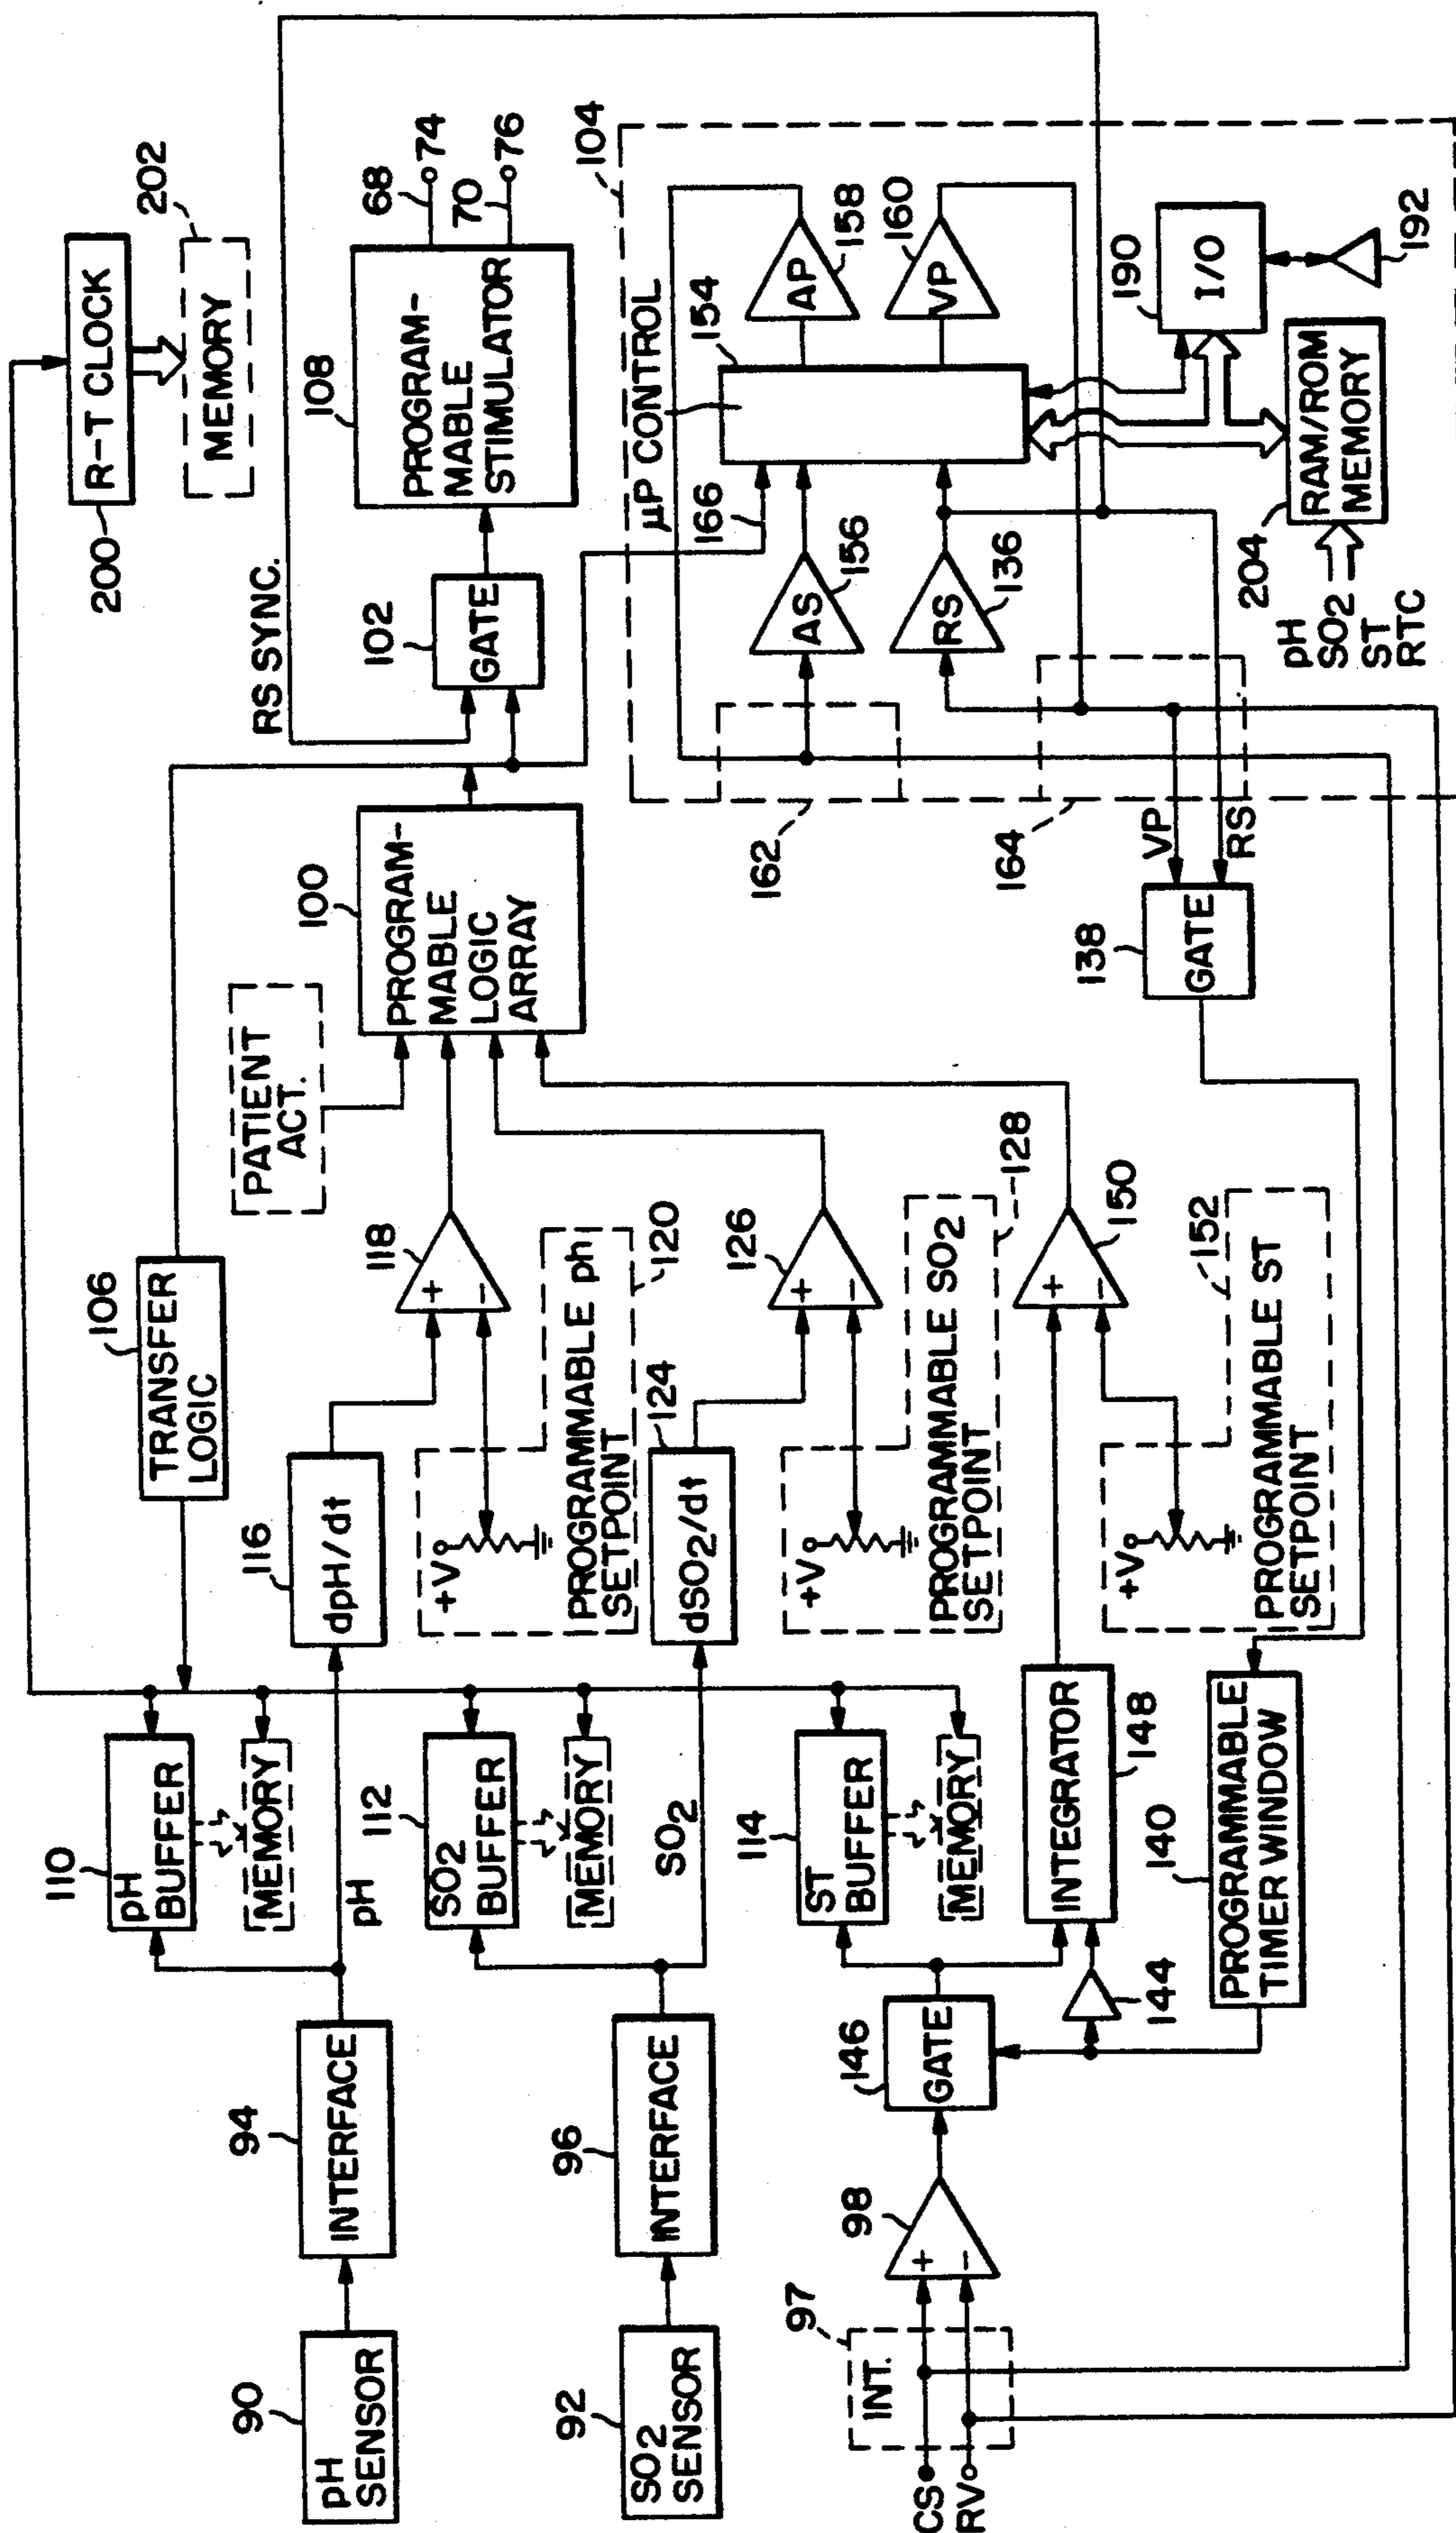 90
pH
SENSOR
94
INTERFACE
pH
110
pH
BUFFER
MEMORY
116
dpH/dt
106
TRANSFER
LOGIC
118
+
-
+V
PROGRAMMABLE ph
SETPOINT
120
92
SO2
SENSOR
96
INTERFACE
SO2
112
SO2
BUFFER
MEMORY
124
dSO2/dt
126
+
-
+V
PROGRAMMABLE SO2
SETPOINT
128
97
INT.
CS
RV
98
+
-
146
GATE
144
114
ST
BUFFER
MEMORY
INTEGRATOR
148
140
PROGRAMMABLE
TIMER WINDOW
150
+
-
+V
152
PROGRAMMABLE ST
SETPOINT
PATIENT
ACT.
100
PROGRAM-
MABLE
LOGIC
ARRAY
RS SYNC.
102
GATE
108
PROGRAM-
MABLE
STIMULATOR
68
74
70
76
200
R-T CLOCK
202
MEMORY
104
μP CONTROL
166
154
AS
156
RS
136
AP
158
VP
160
162
164
VP
RS
138
GATE
190
I/O
192
204
RAM/ROM
MEMORY
pH
SO2
ST
RTC